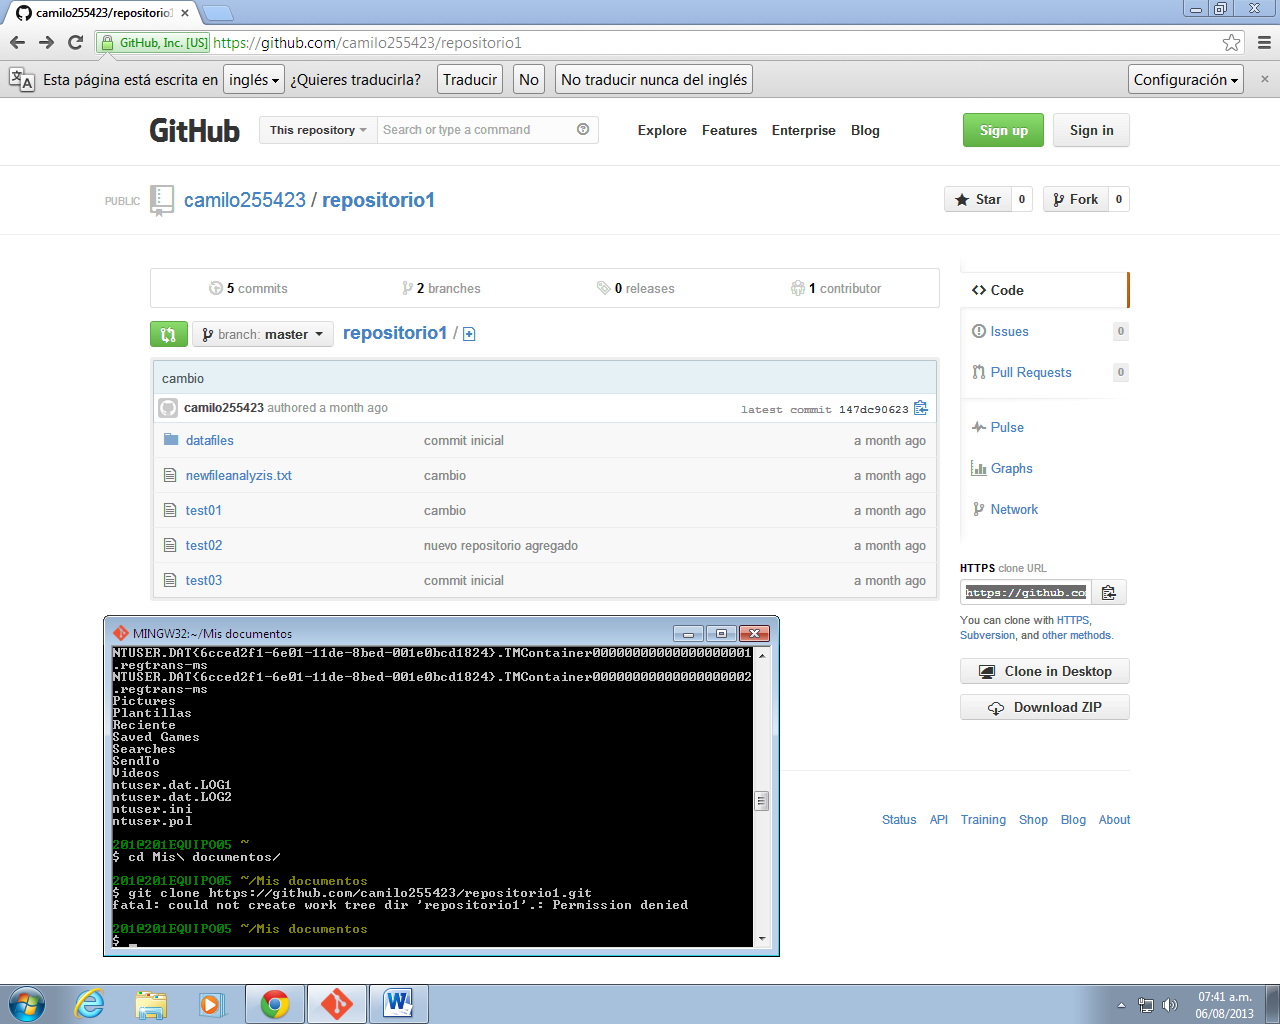 camilo255423/repositorio1
GitHub, Inc. [US] https://github.com/camilo255423/repositorio1
Esta página está escrita en inglés ¿Quieres traducirla? Traducir No No traducir nunca del inglés Configuración
GitHub This repository Search or type a command Explore Features Enterprise Blog Sign up Sign in
PUBLIC camilo255423 / repositorio1 Star 0 Fork 0
5 commits 2 branches 0 releases 1 contributor
branch: master repositorio1 /
cambio
camilo255423 authored a month ago latest commit 147dc90623
datafiles commit inicial a month ago
newfileanalyzis.txt cambio a month ago
test01 cambio a month ago
test02 nuevo repositorio agregado a month ago
test03 commit inicial a month ago
Code
Issues 0
Pull Requests 0
Pulse
Graphs
Network
HTTPS clone URL
https://github.co
You can clone with HTTPS,
Subversion, and other methods.
Clone in Desktop
Download ZIP
MINGW32:~/Mis documentos
NTUSER.DAT{6cced2f1-6e01-11de-8bed-001e0bcd1824}.TMContainer00000000000000000001
.regtrans-ms
NTUSER.DAT{6cced2f1-6e01-11de-8bed-001e0bcd1824}.TMContainer00000000000000000002
.regtrans-ms
Pictures
Plantillas
Reciente
Saved Games
Searches
SendTo
Videos
ntuser.dat.LOG1
ntuser.dat.LOG2
ntuser.ini
ntuser.pol
201@201EQUIPO05 ~
$ cd Mis\ documentos/
201@201EQUIPO05 ~/Mis documentos
$ git clone https://github.com/camilo255423/repositorio1.git
fatal: could not create work tree dir 'repositorio1'.: Permission denied
201@201EQUIPO05 ~/Mis documentos
$ _
Status API Training Shop Blog About
07:41 a.m.
06/08/2013